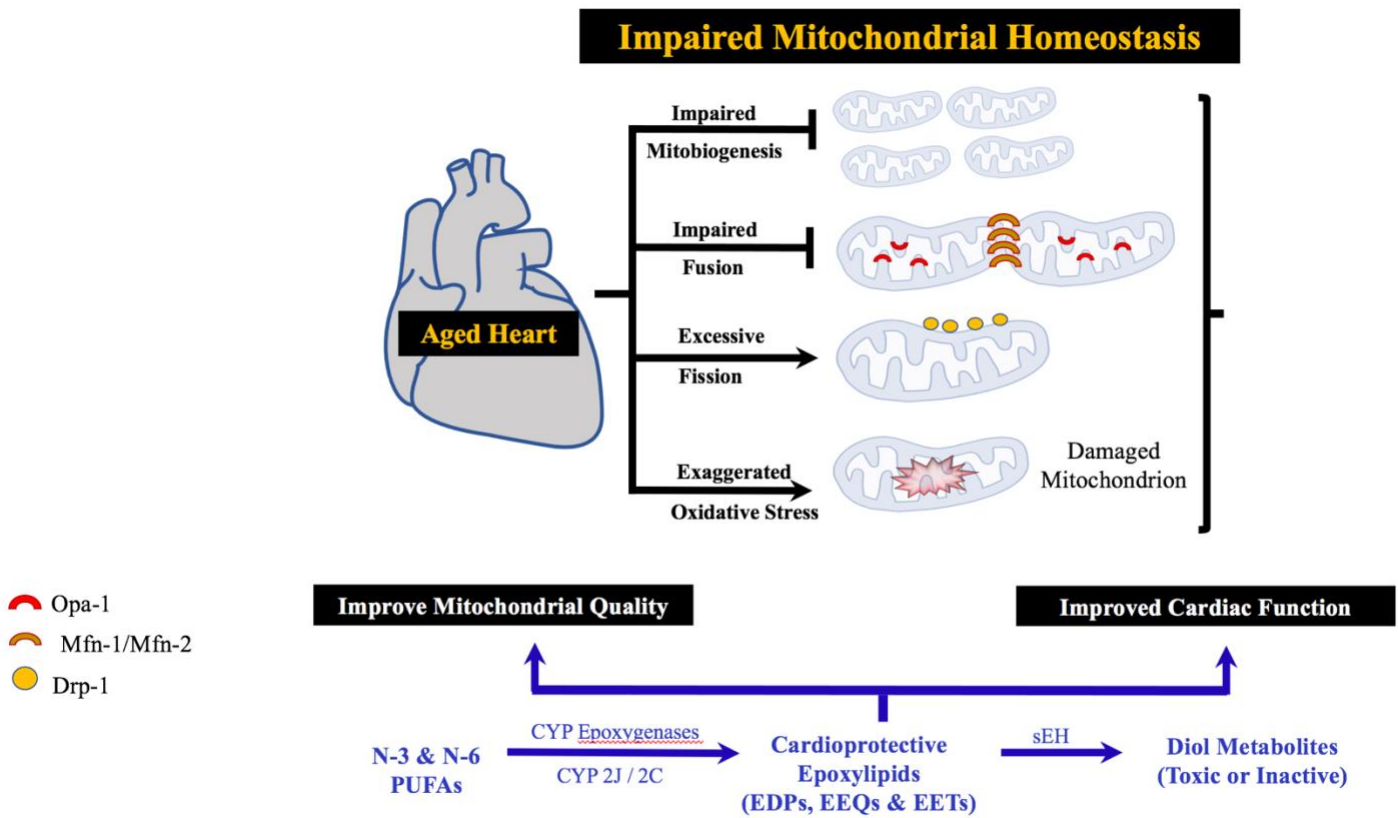 Impaired Mitochondrial Homeostasis
Impaired
Mitobiogenesis
Impaired
Fusion
Aged Heart
Excessive
Fission
Exaggerated
Oxidative Stress
Damaged
Mitochondrion
Opa-1
Mfn-1/Mfn-2
Drp-1
Improve Mitochondrial Quality
Improved Cardiac Function
N-3 & N-6
PUFAs
CYP Epoxygenases
CYP 2J / 2C
Cardioprotective
Epoxylipids
(EDPs, EEQs & EETs)
sEH
Diol Metabolites
(Toxic or Inactive)